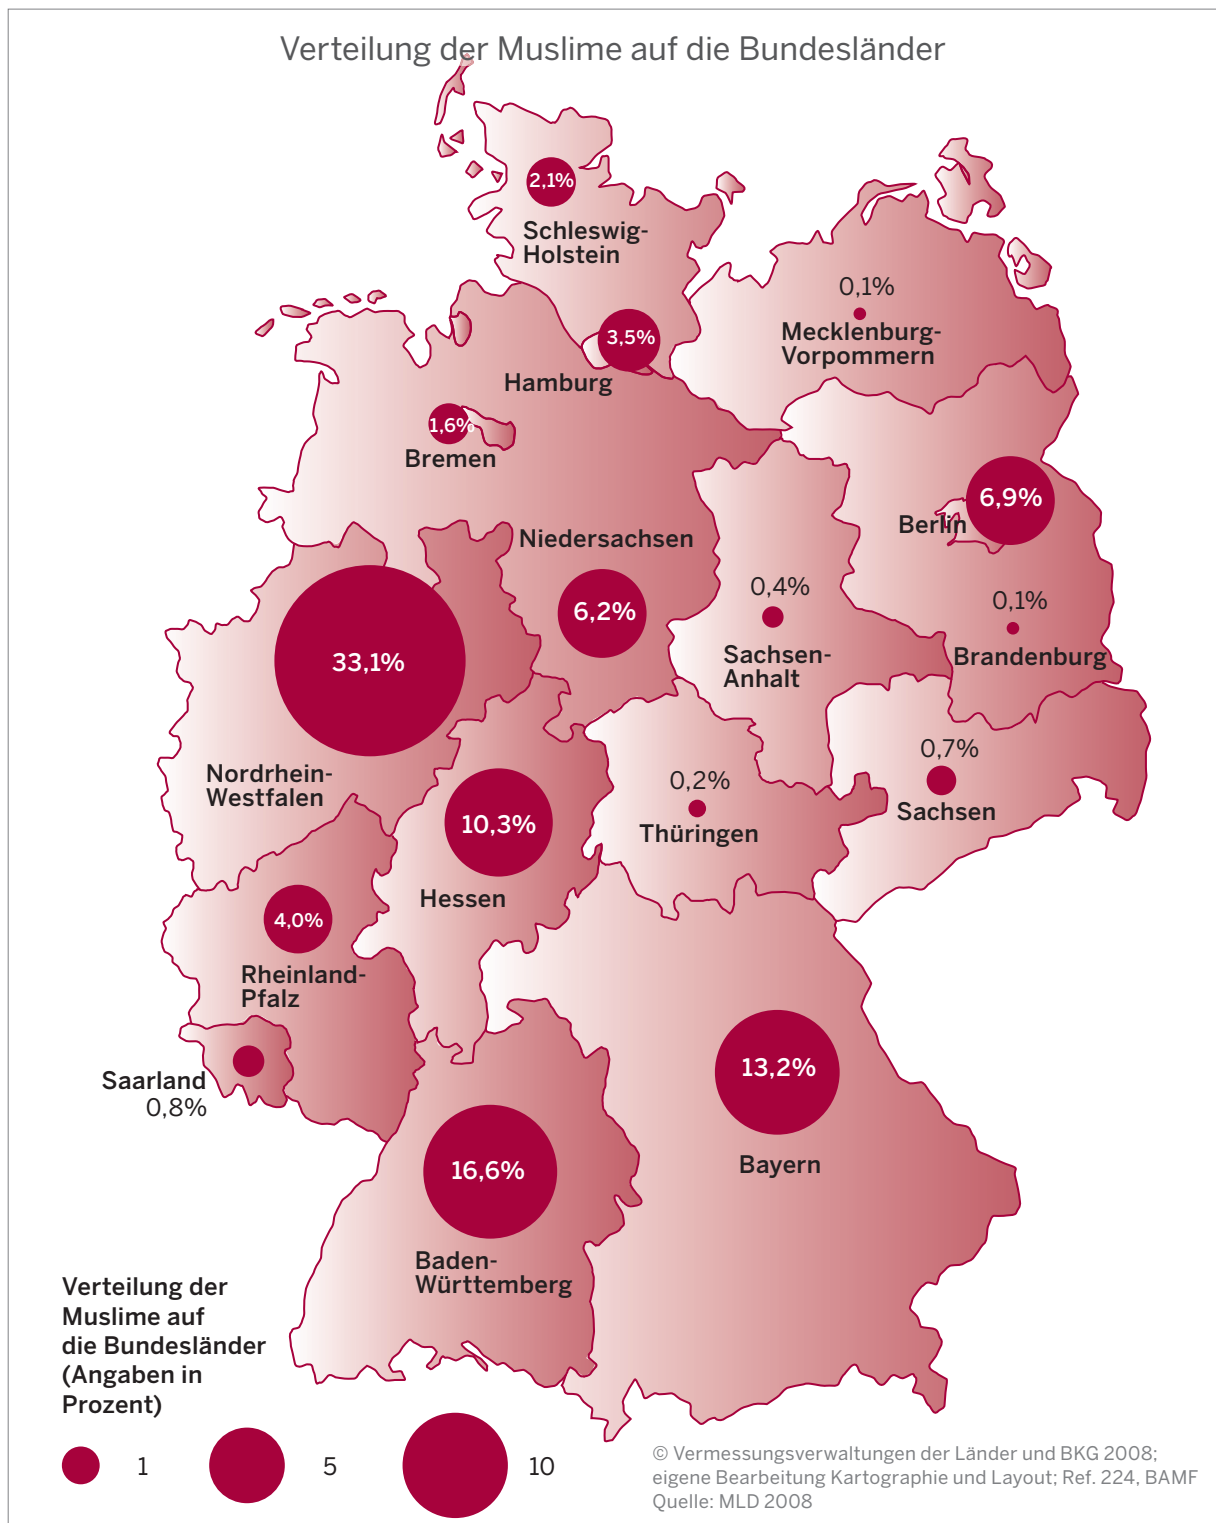 Verteilung der Muslime auf die Bundesländer
2,1%
Schleswig-
Holstein
0,1%
Mecklenburg-
Vorpommern
3,5%
Hamburg
1,6%
Bremen
6,9%
Berlin
Niedersachsen
6,2%
0,4%
Sachsen-
Anhalt
0,1%
Brandenburg
33,1%
Nordrhein-
Westfalen
0,7%
Sachsen
0,2%
Thüringen
10,3%
Hessen
4,0%
Rheinland-
Pfalz
Saarland
0,8%
13,2%
Bayern
16,6%
Baden-
Württemberg
Verteilung der
Muslime auf
die Bundesländer
(Angaben in
Prozent)
1
5
10
© Vermessungsverwaltungen der Länder und BKG 2008;
eigene Bearbeitung Kartographie und Layout; Ref. 224, BAMF
Quelle: MLD 2008